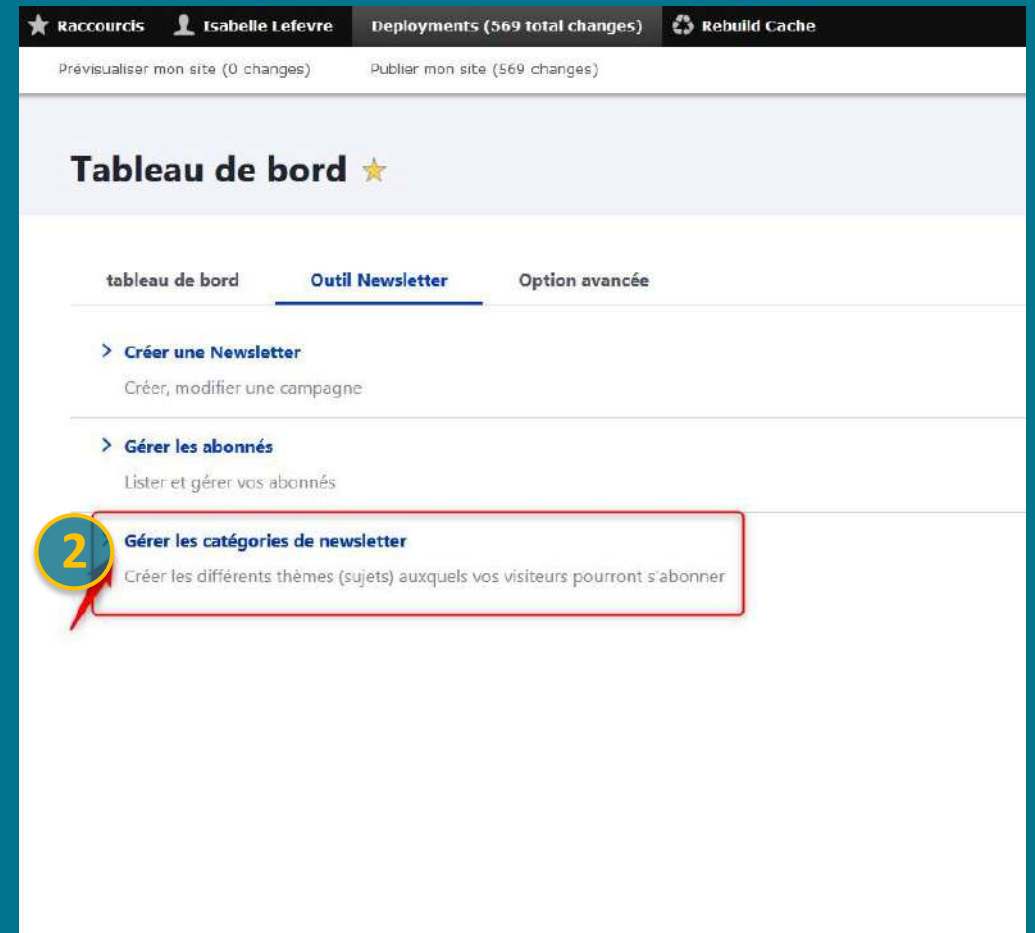 Raccourcis Isabelle Lefevre Deployments (569 total changes) Rebuild Cache
Prévisualiser mon site (0 changes) Publier mon site (569 changes)
Tableau de bord
tableau de bord Outil Newsletter Option avancée
Créer une Newsletter
Créer, modifier une campagne
Gérer les abonnés
Lister et gérer vos abonnés
2
Gérer les catégories de newsletter
Créer les différents thèmes (sujets) auxquels vos visiteurs pourront s'abonner